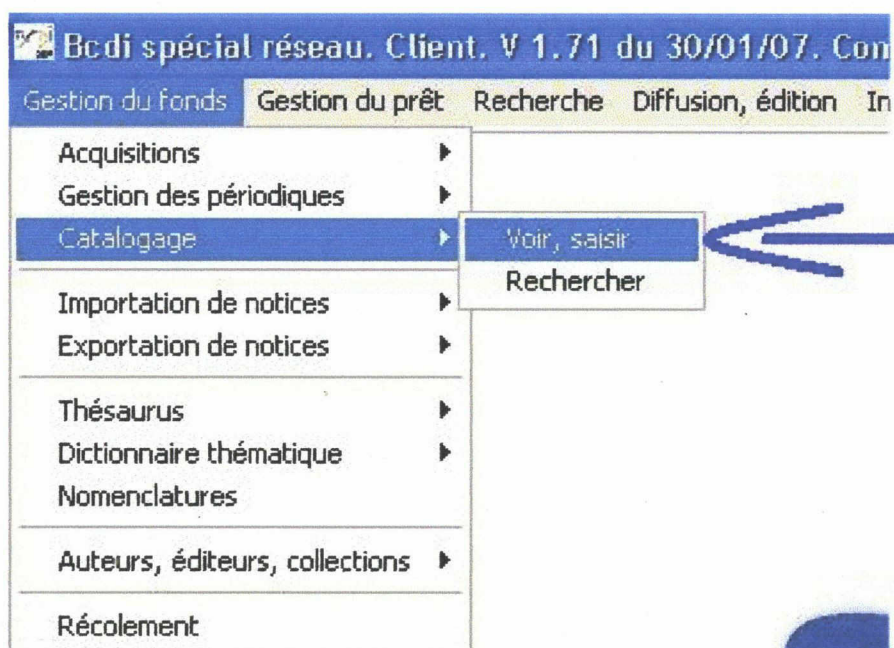 Bcdi spécial réseau. Client. V 1.71 du 30/01/07. Con
Gestion du fonds Gestion du prêt Recherche Diffusion, édition In
Acquisitions
Gestion des périodiques
Catalogage
Voir, saisir
Rechercher
Importation de notices
Exportation de notices
Thésaurus
Dictionnaire thématique
Nomenclatures
Auteurs, éditeurs, collections
Récolement